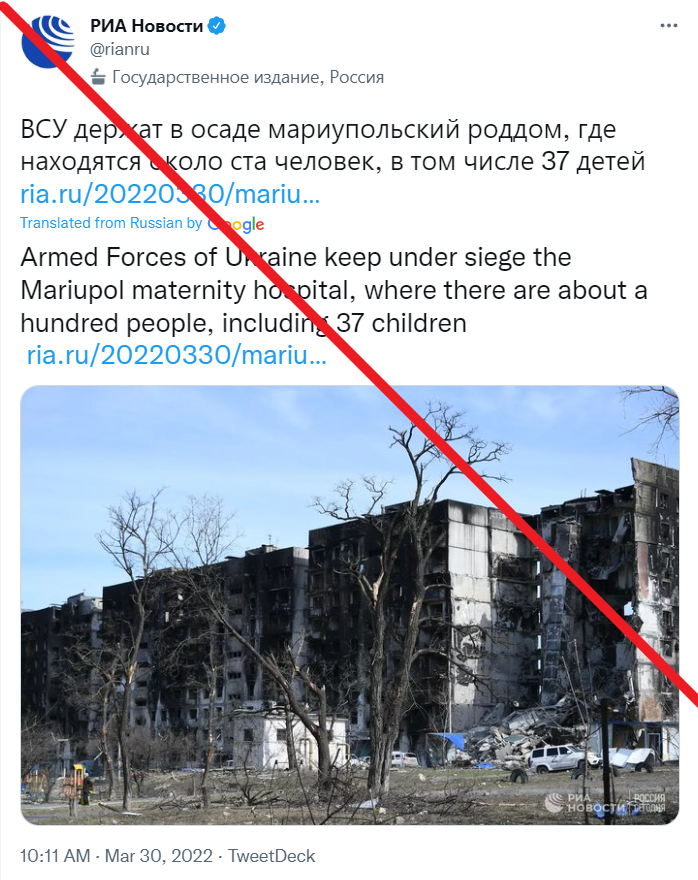 РИА Новости
@rianru
Государственное издание, Россия
ВСУ держат в осаде мариупольский роддом, где
находятся около ста человек, в том числе 37 детей
ria.ru/20220330/mariu...
Translated from Russian by Google
Armed Forces of Ukraine keep under siege the
Mariupol maternity hospital, where there are about a
hundred people, including 37 children
ria.ru/20220330/mariu...
РИА НОВОСТИ
РОССИЯ СЕГОДНЯ
10:11 AM · Mar 30, 2022 · TweetDeck